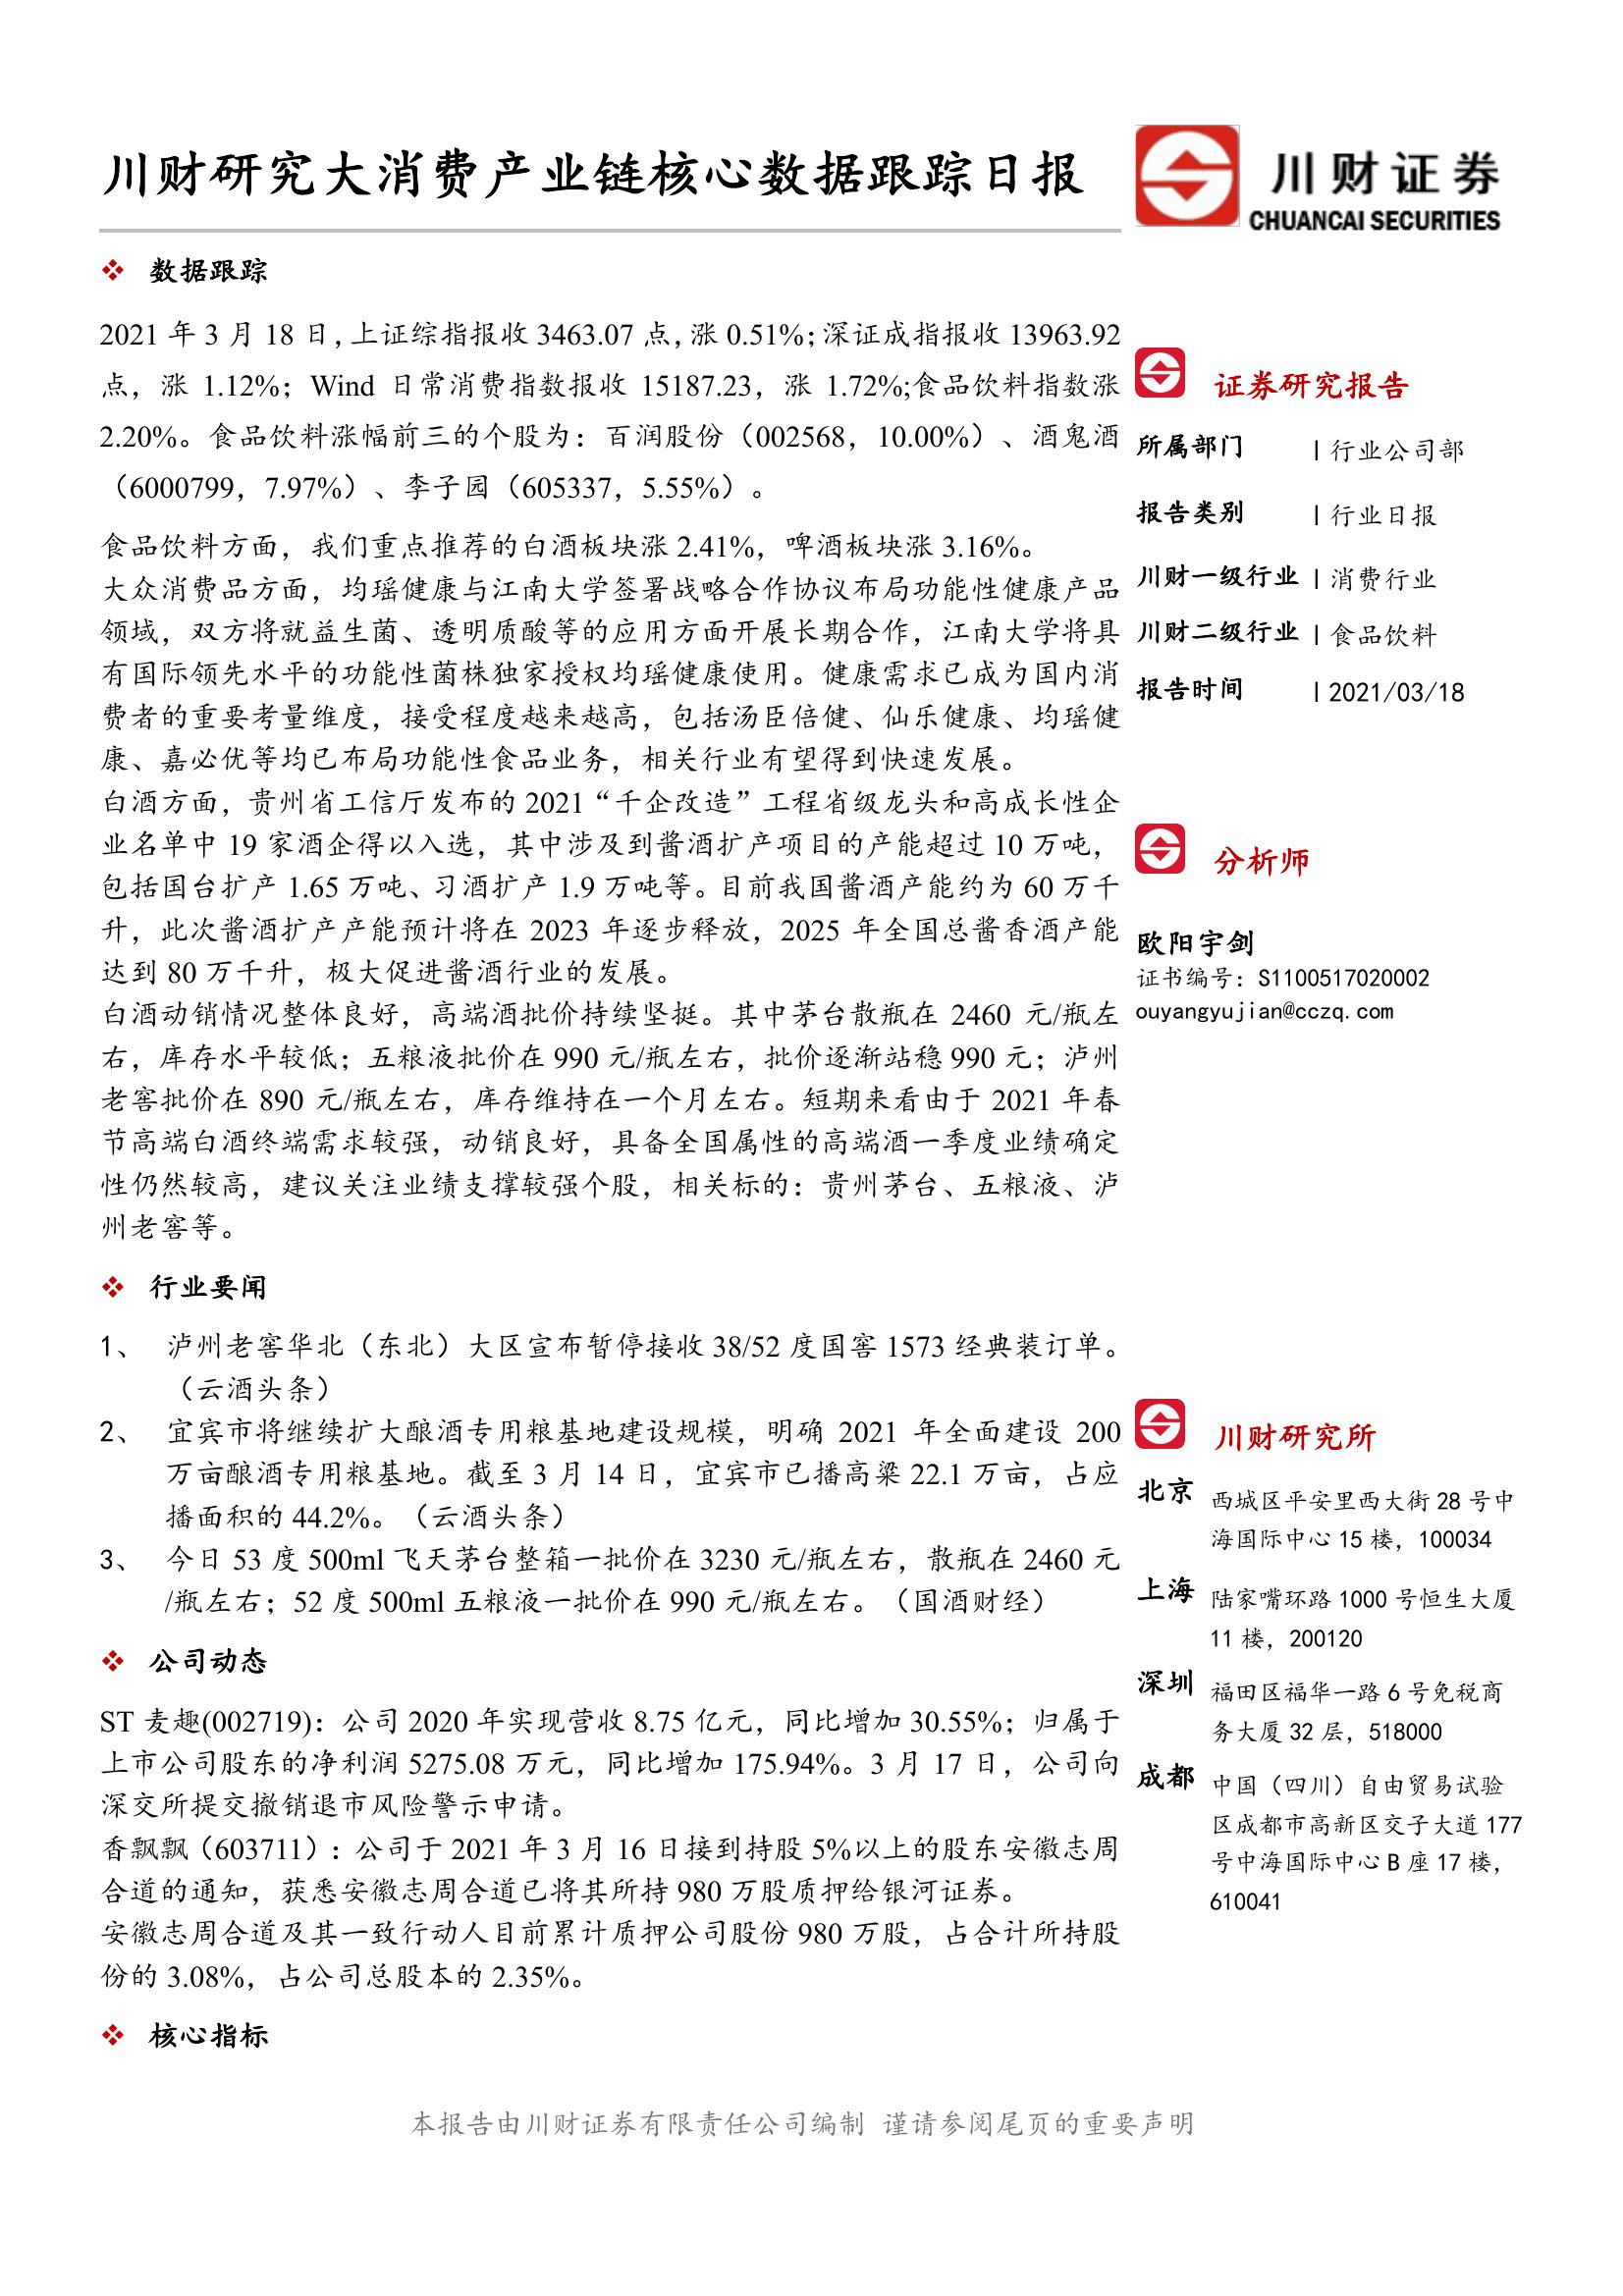 川财研究大消费产业链核心数据跟踪日报
川财证券
CHUANCAI SECURITIES
数据跟踪
2021 年 3 月 18 日，上证综指报收 3463.07 点，涨 0.51%；深证成指报收 13963.92
点，涨 1.12%；Wind 日常消费指数报收 15187.23，涨 1.72%;食品饮料指数涨
2.20%。食品饮料涨幅前三的个股为：百润股份（002568，10.00%）、酒鬼酒
（6000799，7.97%）、李子园（605337，5.55%）。
食品饮料方面，我们重点推荐的白酒板块涨 2.41%，啤酒板块涨 3.16%。
大众消费品方面，均瑶健康与江南大学签署战略合作协议布局功能性健康产品
领域，双方将就益生菌、透明质酸等的应用方面开展长期合作，江南大学将具
有国际领先水平的功能性菌株独家授权均瑶健康使用。健康需求已成为国内消
费者的重要考量维度，接受程度越来越高，包括汤臣倍健、仙乐健康、均瑶健
康、嘉必优等均已布局功能性食品业务，相关行业有望得到快速发展。
白酒方面，贵州省工信厅发布的 2021“千企改造”工程省级龙头和高成长性企
业名单中 19 家酒企得以入选，其中涉及到酱酒扩产项目的产能超过 10 万吨，
包括国台扩产 1.65 万吨、习酒扩产 1.9 万吨等。目前我国酱酒产能约为 60 万千
升，此次酱酒扩产产能预计将在 2023 年逐步释放，2025 年全国总酱香酒产能
达到 80 万千升，极大促进酱酒行业的发展。
白酒动销情况整体良好，高端酒批价持续坚挺。其中茅台散瓶在 2460 元/瓶左
右，库存水平较低；五粮液批价在 990 元/瓶左右，批价逐渐站稳 990 元；泸州
老窖批价在 890 元/瓶左右，库存维持在一个月左右。短期来看由于 2021 年春
节高端白酒终端需求较强，动销良好，具备全国属性的高端酒一季度业绩确定
性仍然较高，建议关注业绩支撑较强个股，相关标的：贵州茅台、五粮液、泸
州老窖等。
行业要闻
1、 泸州老窖华北（东北）大区宣布暂停接收 38/52 度国窖 1573 经典装订单。
（云酒头条）
2、 宜宾市将继续扩大酿酒专用粮基地建设规模，明确 2021 年全面建设 200
万亩酿酒专用粮基地。截至 3 月 14 日，宜宾市已播高粱 22.1 万亩，占应
播面积的 44.2%。（云酒头条）
3、 今日 53 度 500ml 飞天茅台整箱一批价在 3230 元/瓶左右，散瓶在 2460 元
/瓶左右；52 度 500ml 五粮液一批价在 990 元/瓶左右。（国酒财经）
公司动态
ST 麦趣(002719)：公司 2020 年实现营收 8.75 亿元，同比增加 30.55%；归属于
上市公司股东的净利润 5275.08 万元，同比增加 175.94%。3 月 17 日，公司向
深交所提交撤销退市风险警示申请。
香飘飘（603711）：公司于 2021 年 3 月 16 日接到持股 5%以上的股东安徽志周
合道的通知，获悉安徽志周合道已将其所持 980 万股质押给银河证券。
安徽志周合道及其一致行动人目前累计质押公司股份 980 万股，占合计所持股
份的 3.08%，占公司总股本的 2.35%。
核心指标
证券研究报告
所属部门 | 行业公司部
报告类别 | 行业日报
川财一级行业 | 消费行业
川财二级行业 | 食品饮料
报告时间 | 2021/03/18
分析师
欧阳宇剑
证书编号：S1100517020002
ouyangyujian@cczq.com
川财研究所
北京 西城区平安里西大街 28 号中
海国际中心 15 楼，100034
上海 陆家嘴环路 1000 号恒生大厦
11 楼，200120
深圳 福田区福华一路 6 号免税商
务大厦 32 层，518000
成都 中国（四川）自由贸易试验
区成都市高新区交子大道 177
号中海国际中心 B 座 17 楼，
610041
本报告由川财证券有限责任公司编制 谨请参阅尾页的重要声明